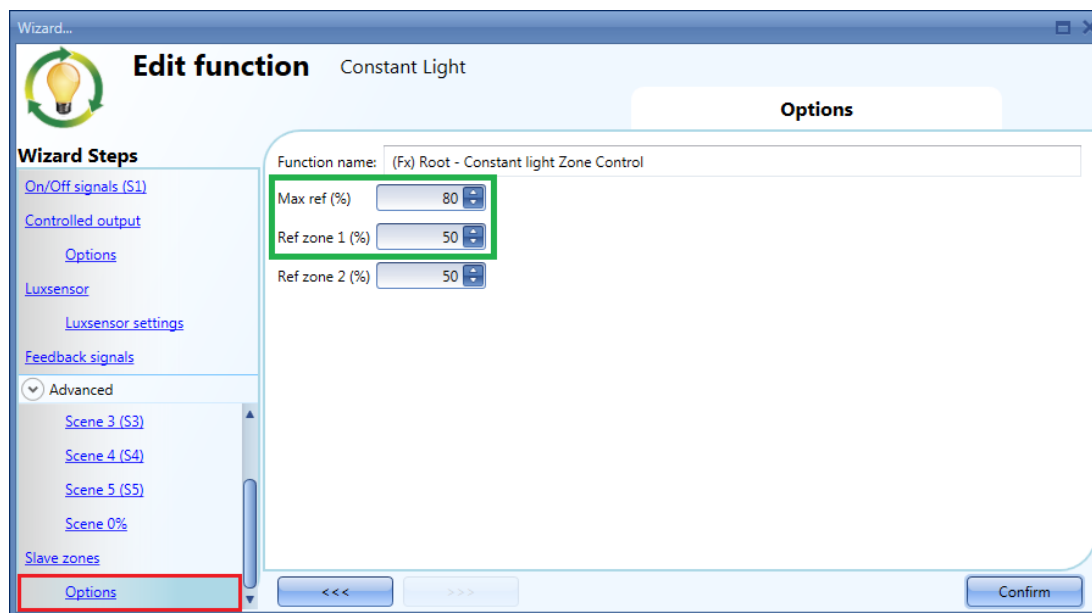 Wizard...
Edit function Constant Light
Options
Wizard Steps
On/Off signals (S1)
Controlled output
Options
Luxsensor
Luxsensor settings
Feedback signals
Advanced
Scene 3 (S3)
Scene 4 (S4)
Scene 5 (S5)
Scene 0%
Slave zones
Options
Function name: (Fx) Root - Constant light Zone Control
Max ref (%) 80
Ref zone 1 (%) 50
Ref zone 2 (%) 50
<<< >>> Confirm